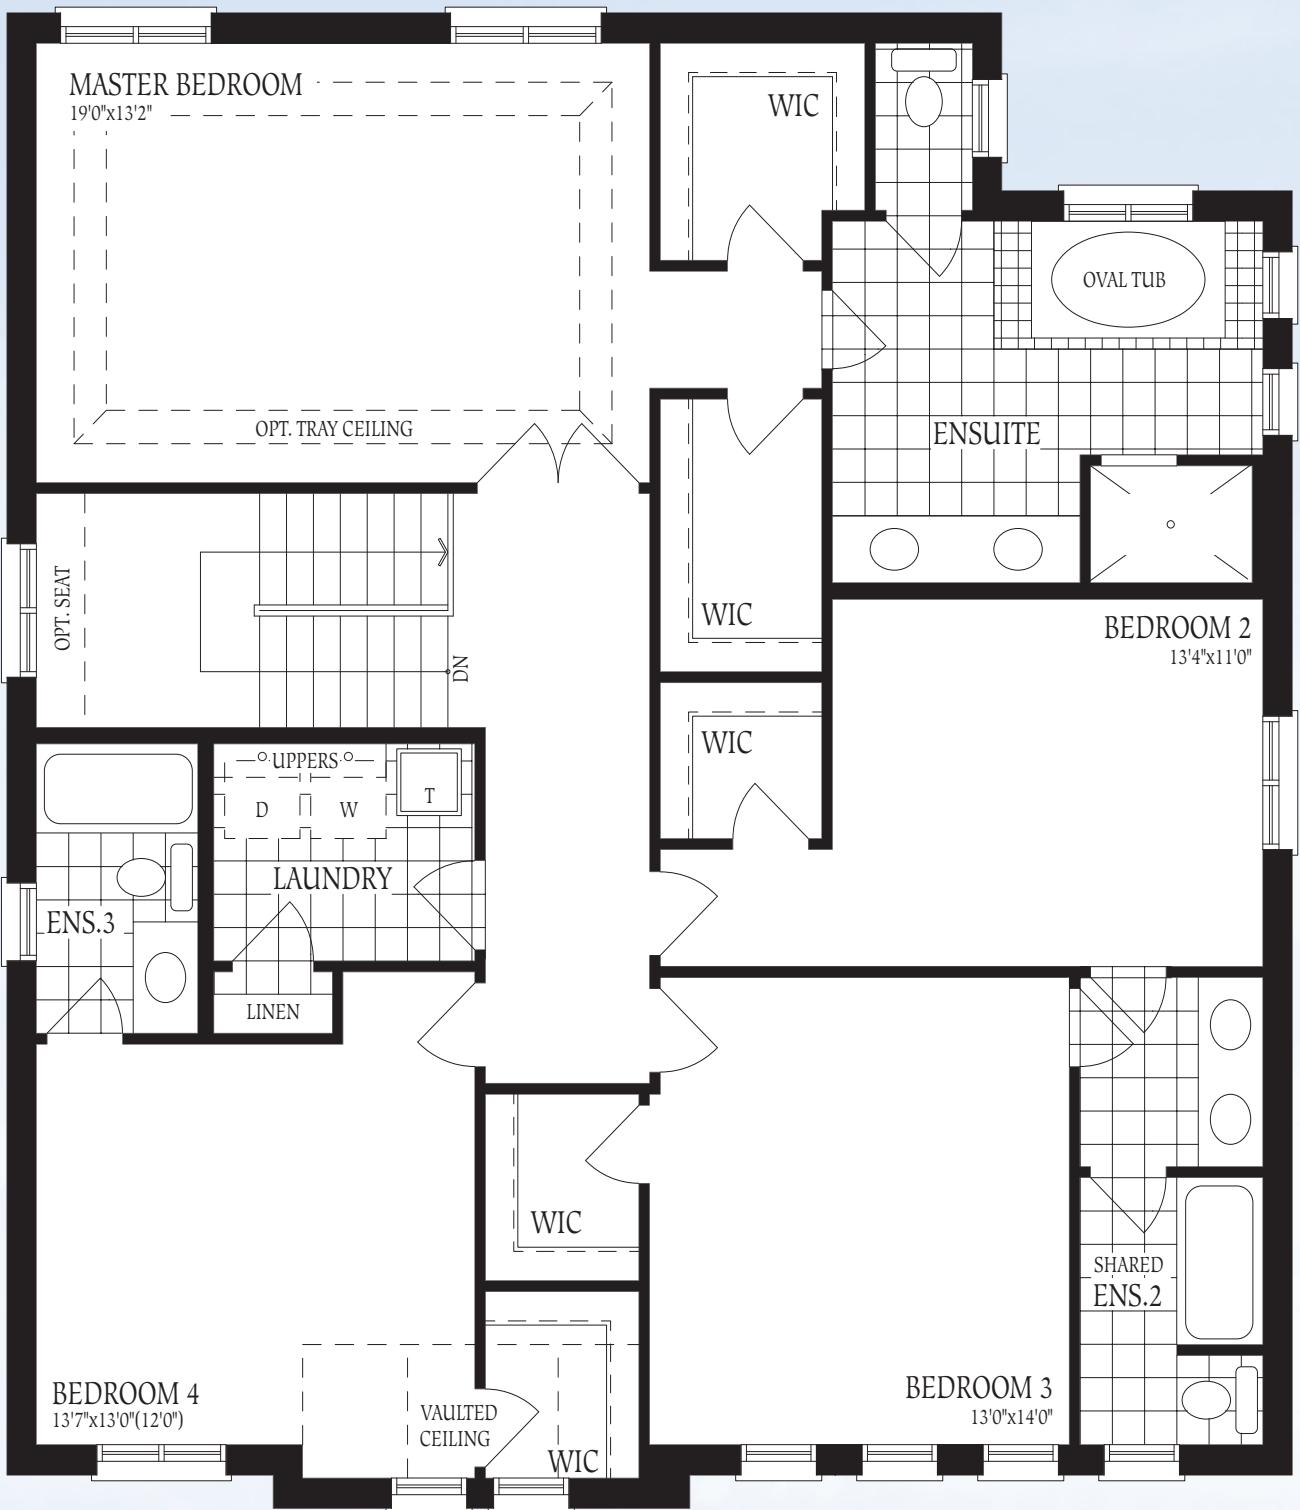 MASTER BEDROOM
19'0"x13'2"
WIC
OVAL TUB
OPT. TRAY CEILING
ENSUITE
OPT. SEAT
WIC
BEDROOM 2
13'4"x11'0"
DN
WIC
UPPERS
D
W
T
LAUNDRY
ENS.3
LINEN
WIC
SHARED
ENS.2
BEDROOM 4
13'7"x13'0"(12'0")
VAULTED
CEILING
WIC
BEDROOM 3
13'0"x14'0"